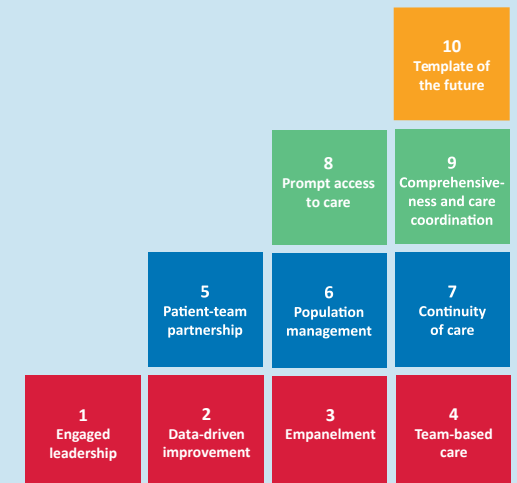 10
Template of
the future
8
Prompt access
to care
9
Comprehensive-
ness and care
coordination
5
Patient-team
partnership
6
Population
management
7
Continuity
of care
1
Engaged
leadership
2
Data-driven
improvement
3
Empanelment
4
Team-based
care